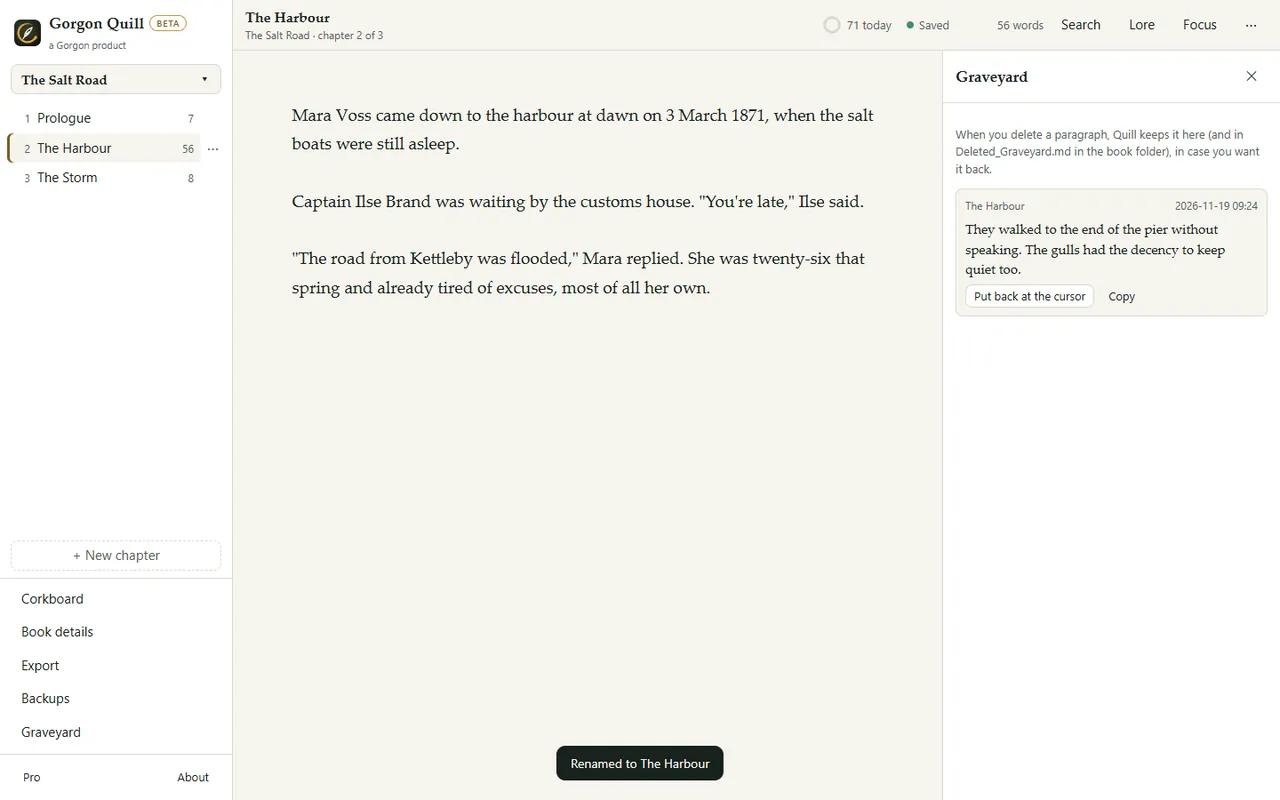 Gorgon Quill BETA
a Gorgon product
The Salt Road ▾
1 Prologue 7
2 The Harbour 56 ···
3 The Storm 8
+ New chapter
Corkboard
Book details
Export
Backups
Graveyard
Pro About
The Harbour
The Salt Road · chapter 2 of 3
71 today Saved 56 words Search Lore Focus ···
Mara Voss came down to the harbour at dawn on 3 March 1871, when the salt
boats were still asleep.
Captain Ilse Brand was waiting by the customs house. "You're late," Ilse said.
"The road from Kettleby was flooded," Mara replied. She was twenty-six that
spring and already tired of excuses, most of all her own.
Renamed to The Harbour
Graveyard
When you delete a paragraph, Quill keeps it here (and in
Deleted_Graveyard.md in the book folder), in case you want
it back.
The Harbour 2026-11-19 09:24
They walked to the end of the pier without
speaking. The gulls had the decency to keep
quiet too.
Put back at the cursor Copy